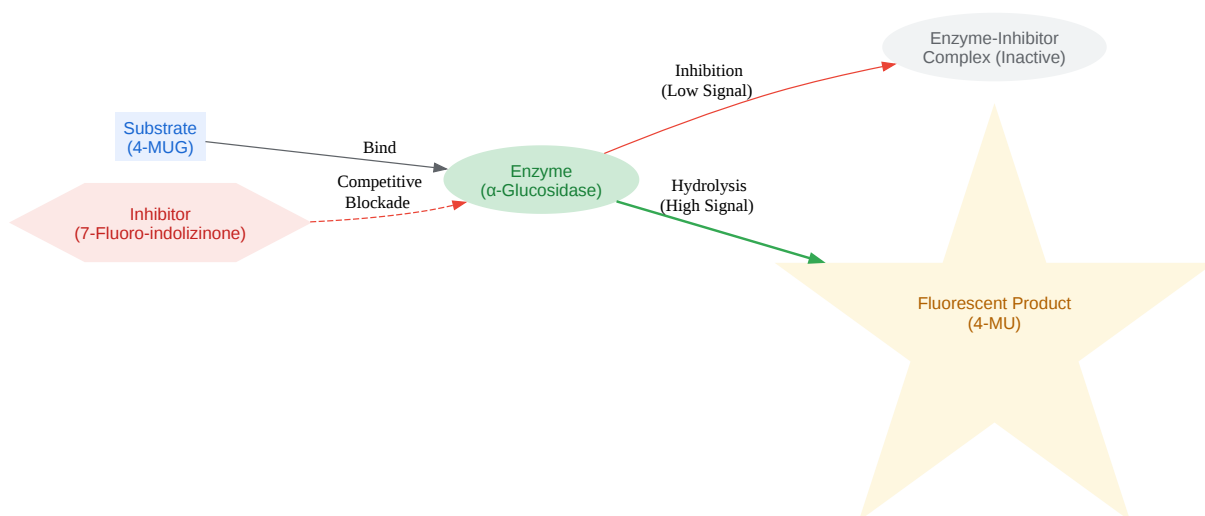 Enzyme-Inhibitor
Complex (Inactive)
Inhibition
(Low Signal)
Substrate
(4-MUG)
Bind
Competitive
Blockade
Enzyme
(α-Glucosidase)
Hydrolysis
(High Signal)
Inhibitor
(7-Fluoro-indolizinone)
Fluorescent Product
(4-MU)